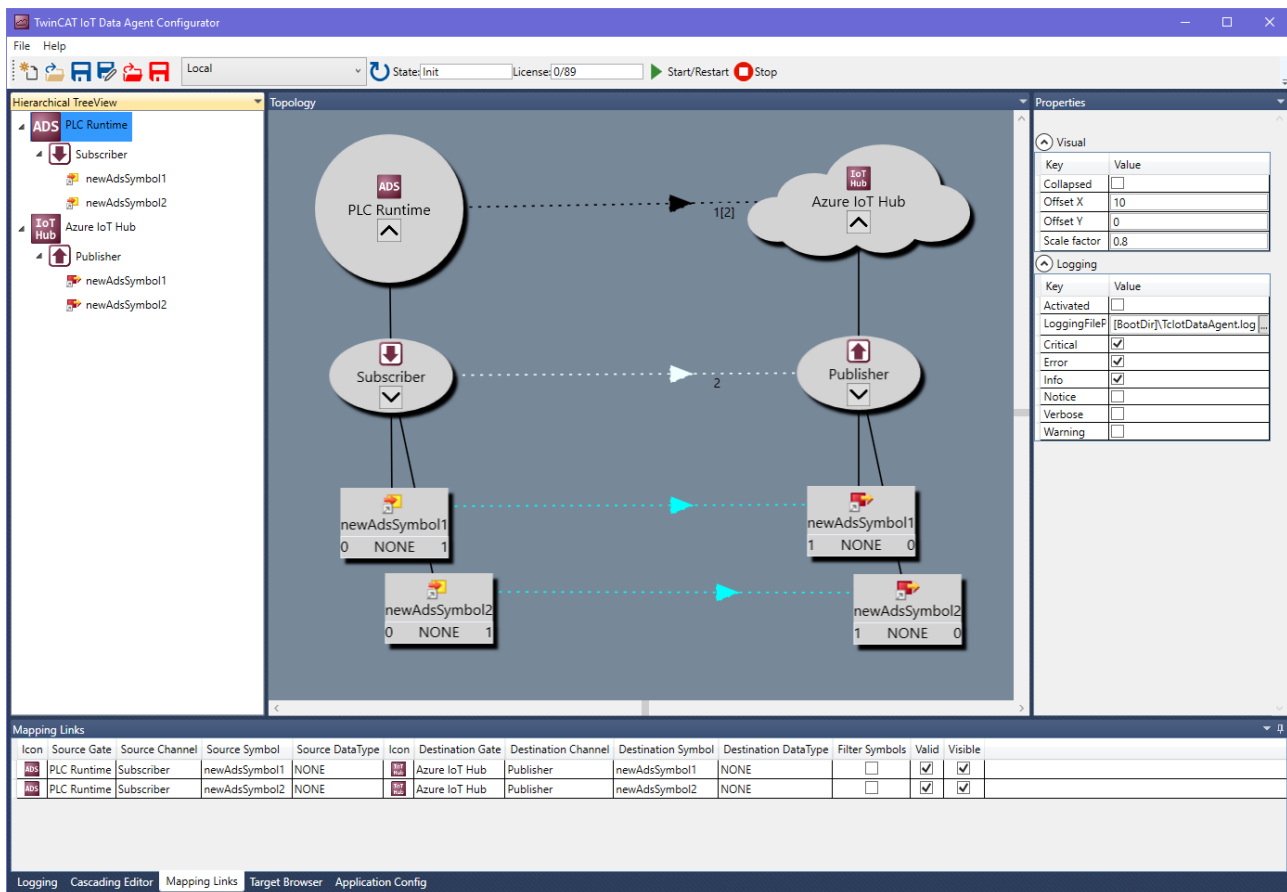 TwinCAT IoT Data Agent Configurator
File Help
Local State: Init License: 0/89 Start/Restart Stop
Hierarchical TreeView
ADS PLC Runtime
Subscriber
newAdsSymbol1
newAdsSymbol2
IoT Hub Azure IoT Hub
Publisher
newAdsSymbol1
newAdsSymbol2
Topology
ADS
PLC Runtime
1[2]
IoT Hub
Azure IoT Hub
Subscriber
2
Publisher
newAdsSymbol1
0 NONE 1
newAdsSymbol1
1 NONE 0
newAdsSymbol2
0 NONE 1
newAdsSymbol2
1 NONE 0
Properties
Visual
Key Value
Collapsed
Offset X 10
Offset Y 0
Scale factor 0.8
Logging
Key Value
Activated
LoggingFileP [BootDir]\TcIotDataAgent.log ...
Critical
Error
Info
Notice
Verbose
Warning
Mapping Links
Icon Source Gate Source Channel Source Symbol Source DataType Icon Destination Gate Destination Channel Destination Symbol Destination DataType Filter Symbols Valid Visible
ADS PLC Runtime Subscriber newAdsSymbol1 NONE IoT Hub Azure IoT Hub Publisher newAdsSymbol1 NONE
ADS PLC Runtime Subscriber newAdsSymbol2 NONE IoT Hub Azure IoT Hub Publisher newAdsSymbol2 NONE
Logging Cascading Editor Mapping Links Target Browser Application Config